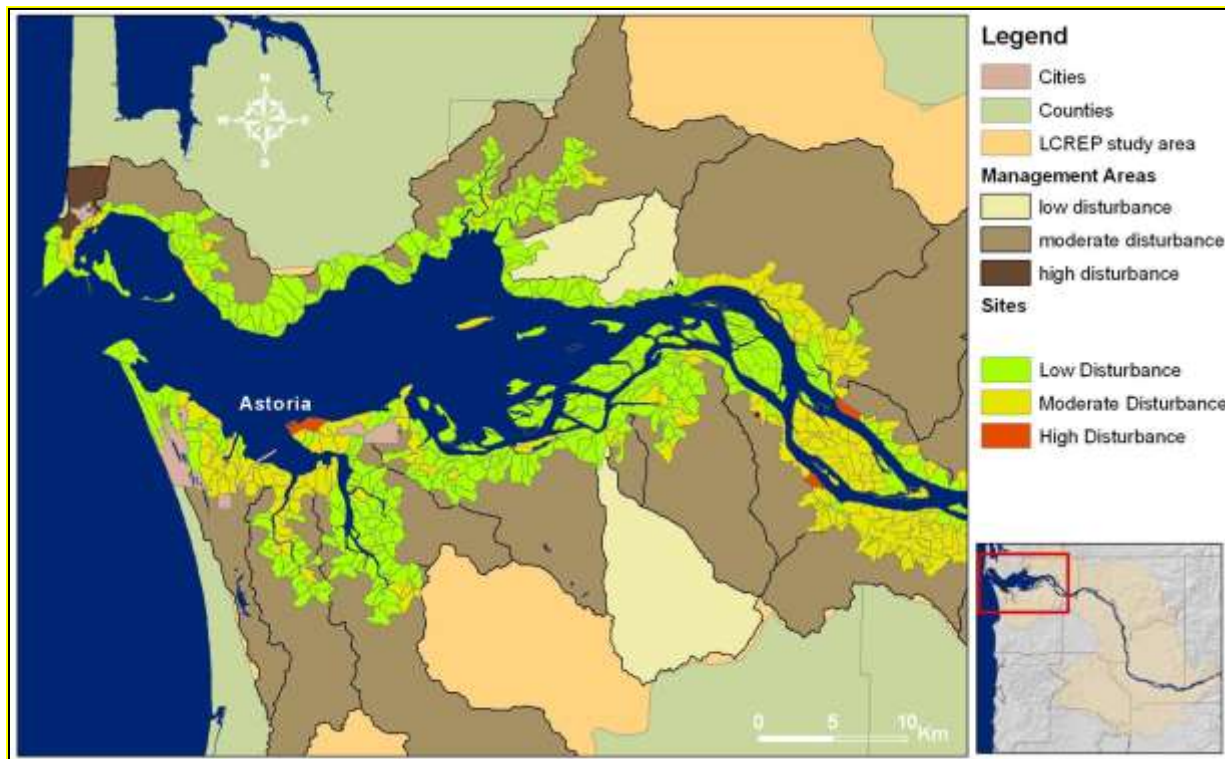 Legend
Cities
Counties
LCREP study area
Management Areas
low disturbance
moderate disturbance
high disturbance
Sites
Low Disturbance
Moderate Disturbance
High Disturbance
N
W
E
S
Astoria
0 5 10
Km